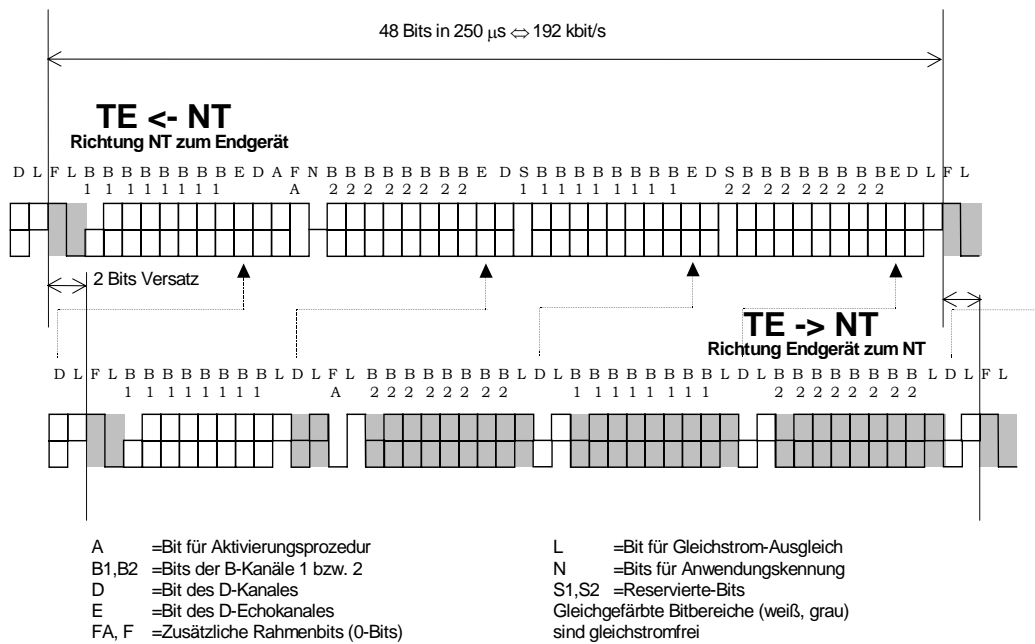 48 Bits in 250 µs ⇔ 192 kbit/s
TE <- NT
Richtung NT zum Endgerät
D L F L B B B B B B B B E D A F N B B B B B B B B E D S B B B B B B B B E D S B B B B B B B B E D L F L
1 1 1 1 1 1 1 1 A 2 2 2 2 2 2 2 2 1 1 1 1 1 1 1 1 1 2 2 2 2 2 2 2 2 2
2 Bits Versatz
TE -> NT
Richtung Endgerät zum NT
D L F L B B B B B B B B L D L F L B B B B B B B B L D L B B B B B B B B L D L B B B B B B B B L D L F L
1 1 1 1 1 1 1 1 A 2 2 2 2 2 2 2 2 1 1 1 1 1 1 1 1 2 2 2 2 2 2 2 2
A =Bit für Aktivierungsprozedur
B1,B2 =Bits der B-Kanäle 1 bzw. 2
D =Bit des D-Kanales
E =Bit des D-Echokanales
FA, F =Zusätzliche Rahmenbits (0-Bits)
L =Bit für Gleichstrom-Ausgleich
N =Bits für Anwendungskennung
S1,S2 =Reservierte-Bits
Gleichgefärbte Bitbereiche (weiß, grau)
sind gleichstromfrei